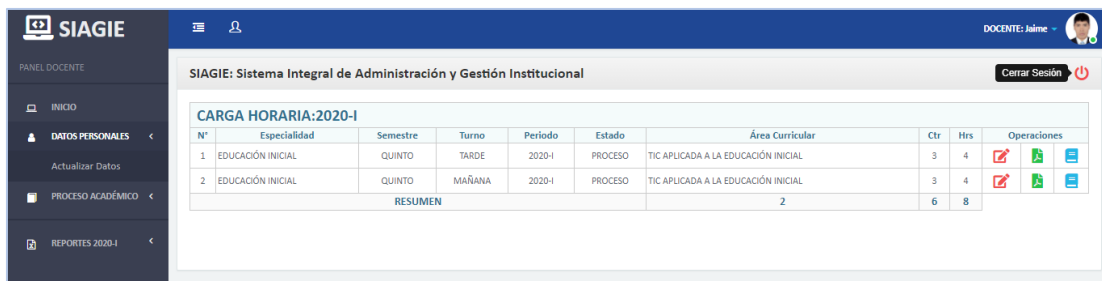 SIAGIE
DOCENTE: Jaime
PANEL DOCENTE
INICIO
DATOS PERSONALES
Actualizar Datos
PROCESO ACADÉMICO
REPORTES 2020-I
SIAGIE: Sistema Integral de Administración y Gestión Institucional
Cerrar Sesión
CARGA HORARIA:2020-I
N° Especialidad Semestre Turno Periodo Estado Área Curricular Ctr Hrs Operaciones
1 EDUCACIÓN INICIAL QUINTO TARDE 2020-I PROCESO TIC APLICADA A LA EDUCACIÓN INICIAL 3 4
2 EDUCACIÓN INICIAL QUINTO MAÑANA 2020-I PROCESO TIC APLICADA A LA EDUCACIÓN INICIAL 3 4
RESUMEN 2 6 8